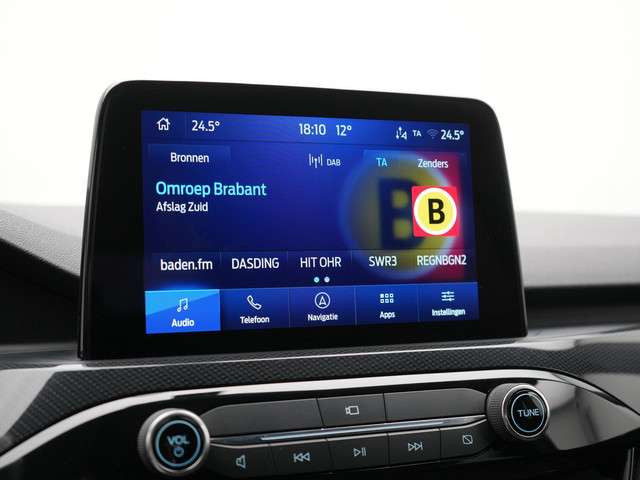 24.5° 18:10 12° TA 24.5°
Bronnen DAB TA Zenders
Omroep Brabant
Afslag Zuid
B B
baden.fm DASDING HIT OHR SWR3 REGNBGN2
Audio Telefoon Navigatie Apps Instellingen
VOL TUNE